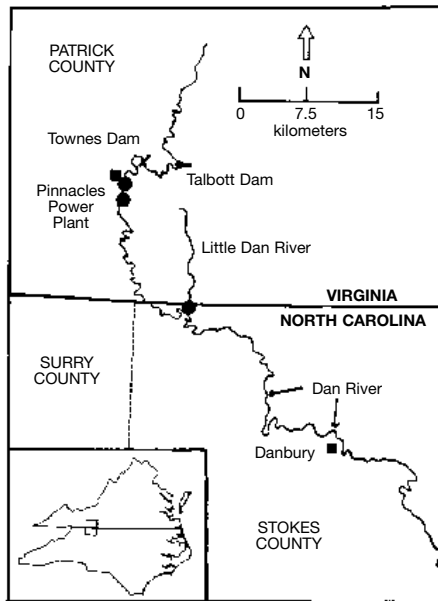 PATRICK
COUNTY
N
0 7.5 15
kilometers
Townes Dam
Talbott Dam
Pinnacles
Power
Plant
Little Dan River
VIRGINIA
NORTH CAROLINA
SURRY
COUNTY
Dan River
Danbury
STOKES
COUNTY